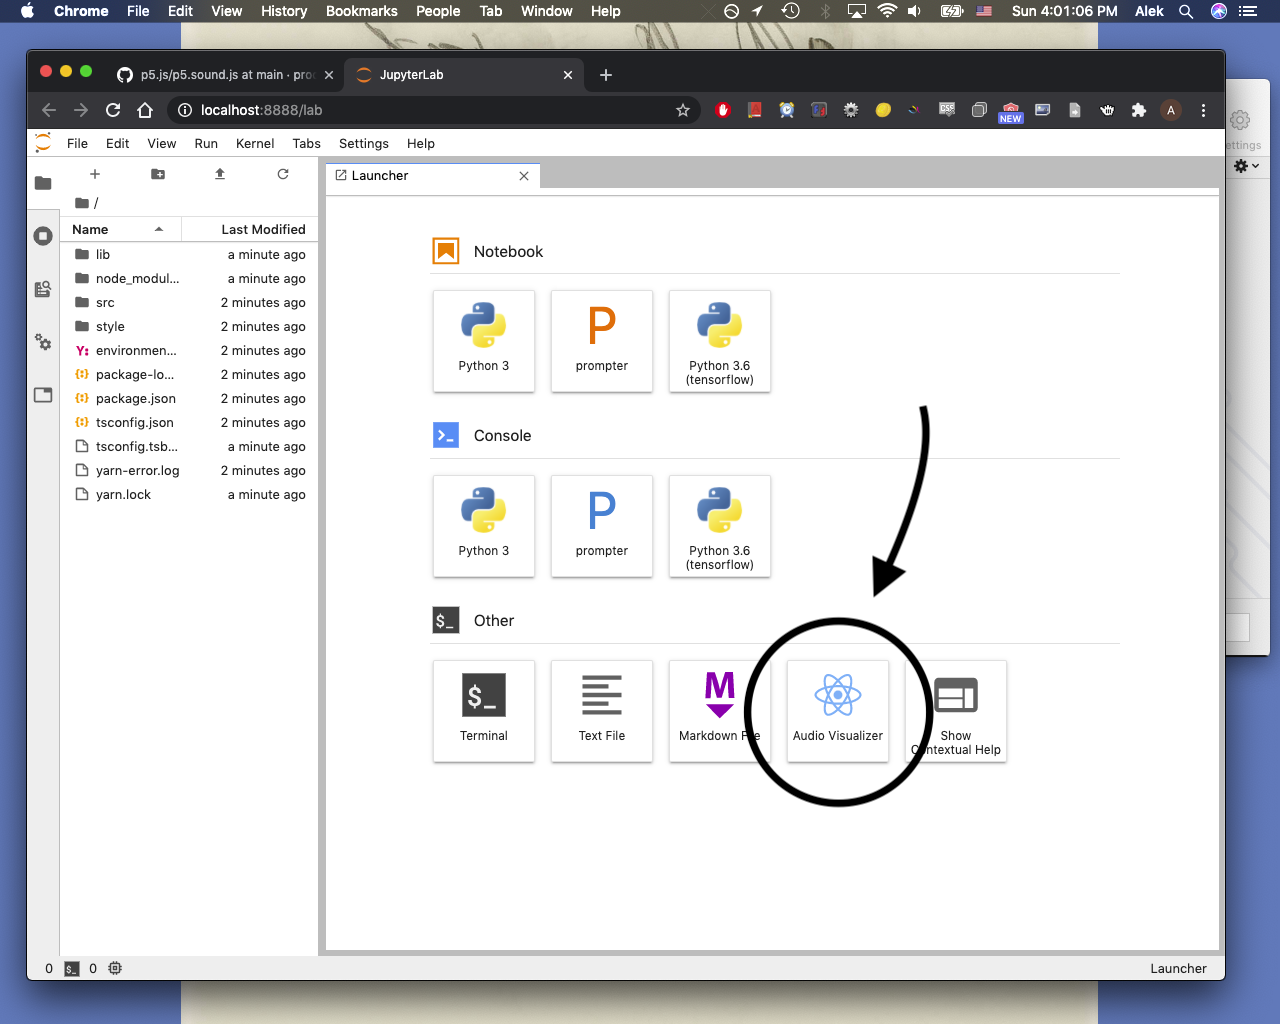 Chrome File Edit View History Bookmarks People Tab Window Help Sun 4:01:06 PM Alek
p5.js/p5.sound.js at main · pro
JupyterLab
localhost:8888/lab
NEW
A
ettings
File Edit View Run Kernel Tabs Settings Help
Launcher
/
Name Last Modified
lib a minute ago
node_modul... a minute ago
src 2 minutes ago
style 2 minutes ago
environmen... 2 minutes ago
package-lo... 2 minutes ago
package.json 2 minutes ago
tsconfig.json 2 minutes ago
tsconfig.tsb... a minute ago
yarn-error.log 2 minutes ago
yarn.lock a minute ago
Notebook
Python 3
P
prompter
Python 3.6
(tensorflow)
Console
Python 3
P
prompter
Python 3.6
(tensorflow)
$_ Other
$_
Terminal
Text File
M
Markdown File
Audio Visualizer
Show
Contextual Help
0 $_ 0 Launcher